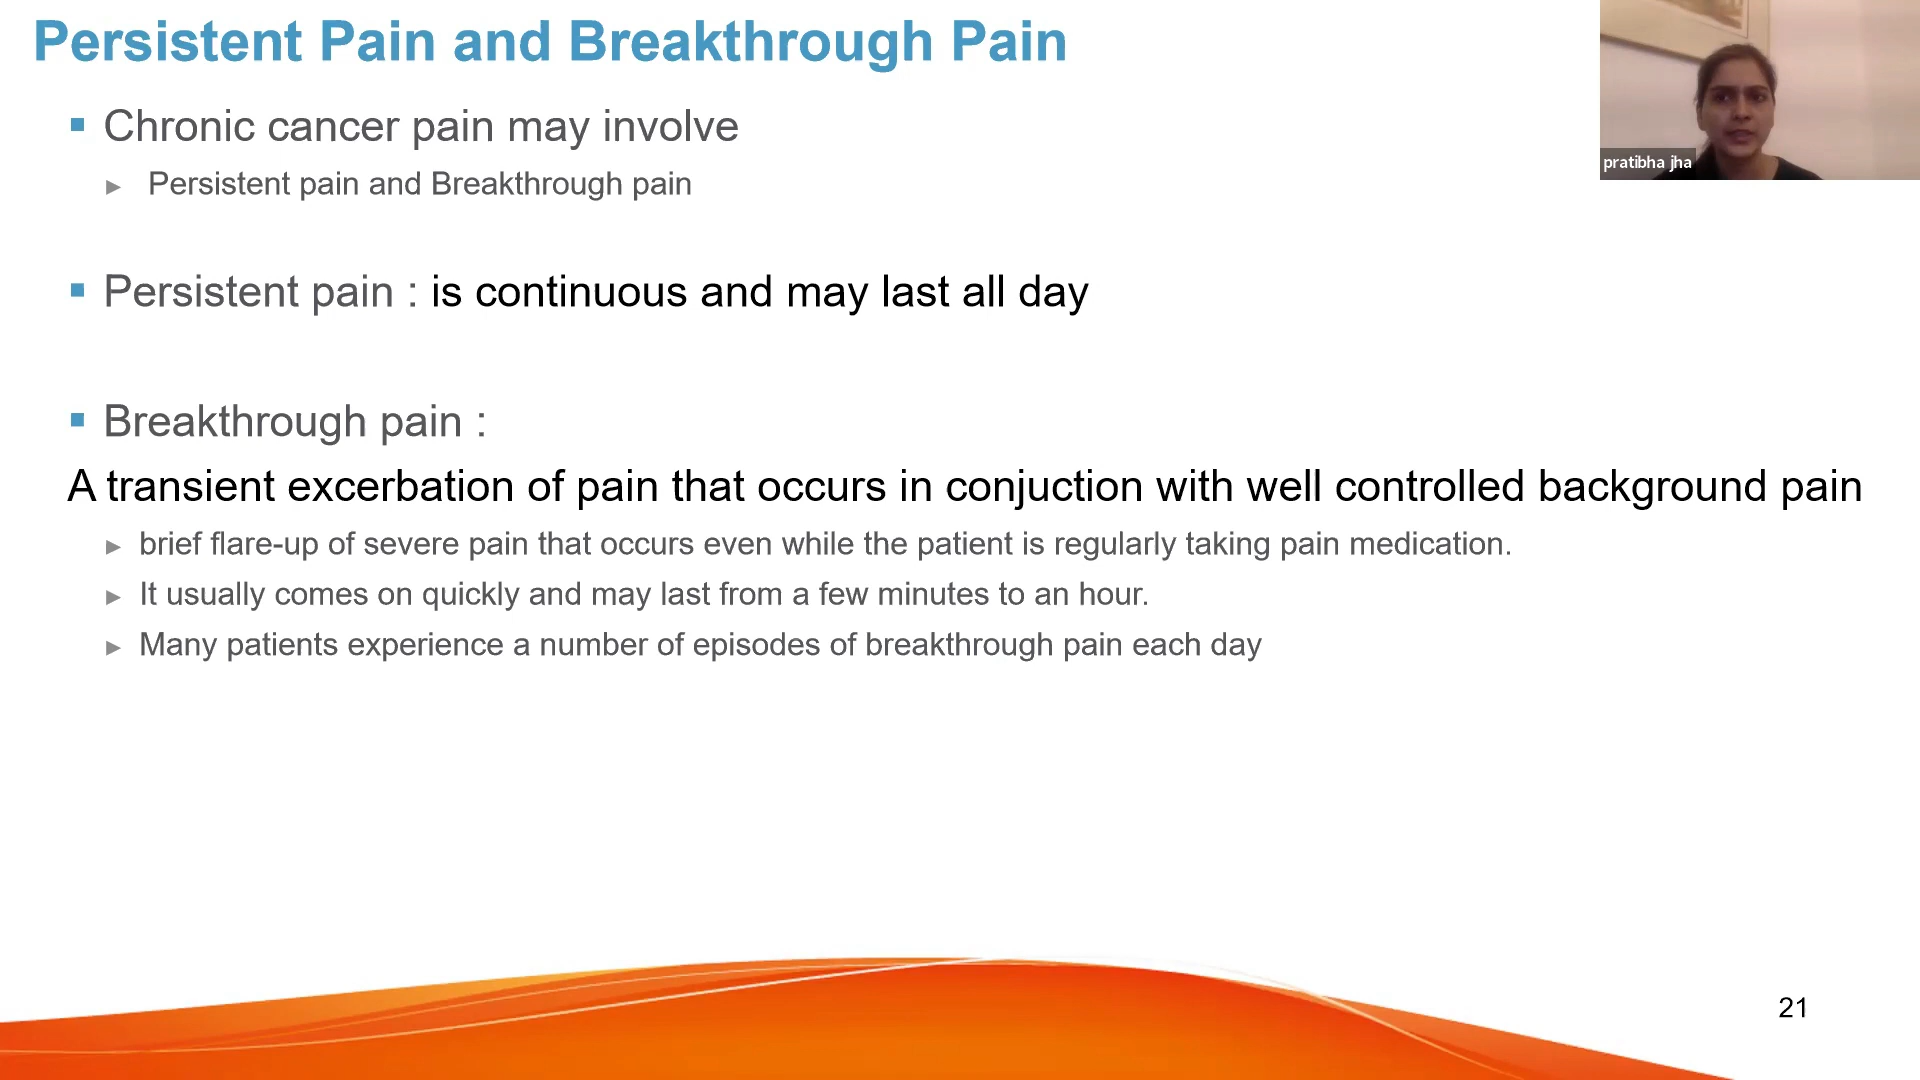 Persistent Pain and Breakthrough Pain
Chronic cancer pain may involve
Persistent pain and Breakthrough pain
Persistent pain : is continuous and may last all day
Breakthrough pain :
A transient excerbation of pain that occurs in conjuction with well controlled background pain
brief flare-up of severe pain that occurs even while the patient is regularly taking pain medication.
It usually comes on quickly and may last from a few minutes to an hour.
Many patients experience a number of episodes of breakthrough pain each day
pratibha jha
21